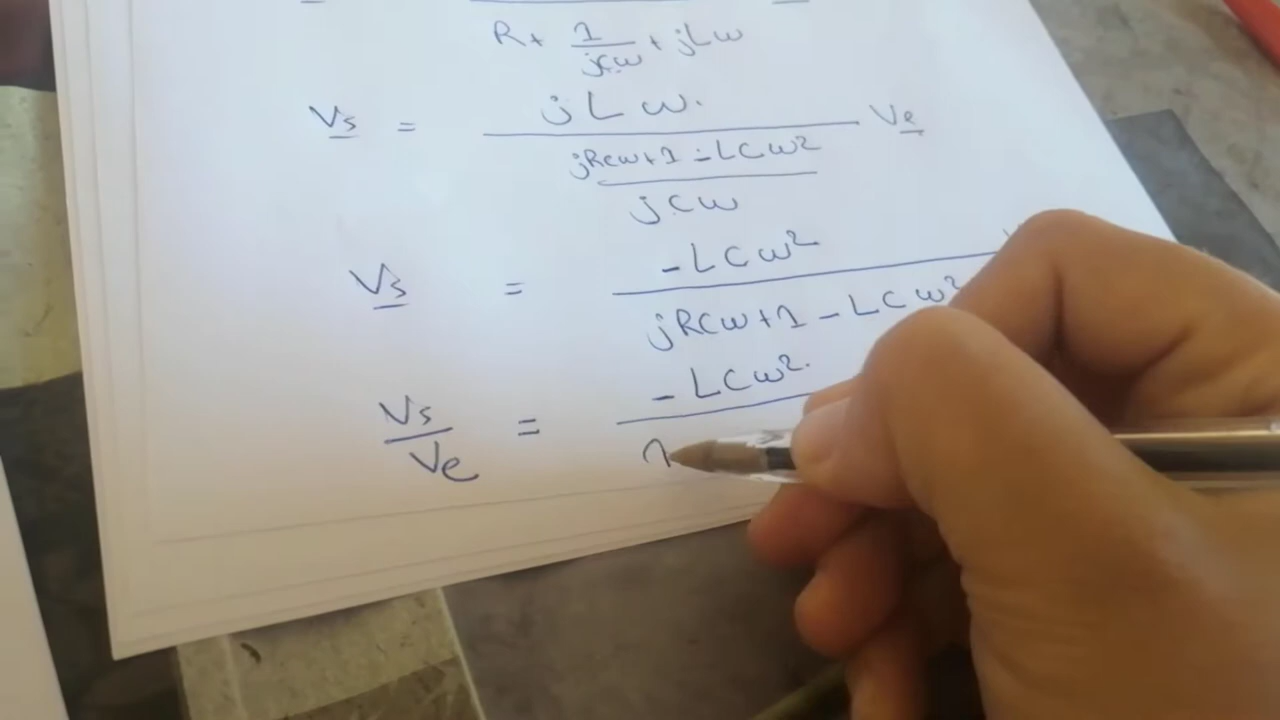 R + 1/jCω + jLω
Vs = jLω. / ((jRCω + 1 - LCω²) / jCω) Ve
Vs = -LCω² / (jRCω + 1 - LCω²)
Vs/Ve = -LCω². / 1